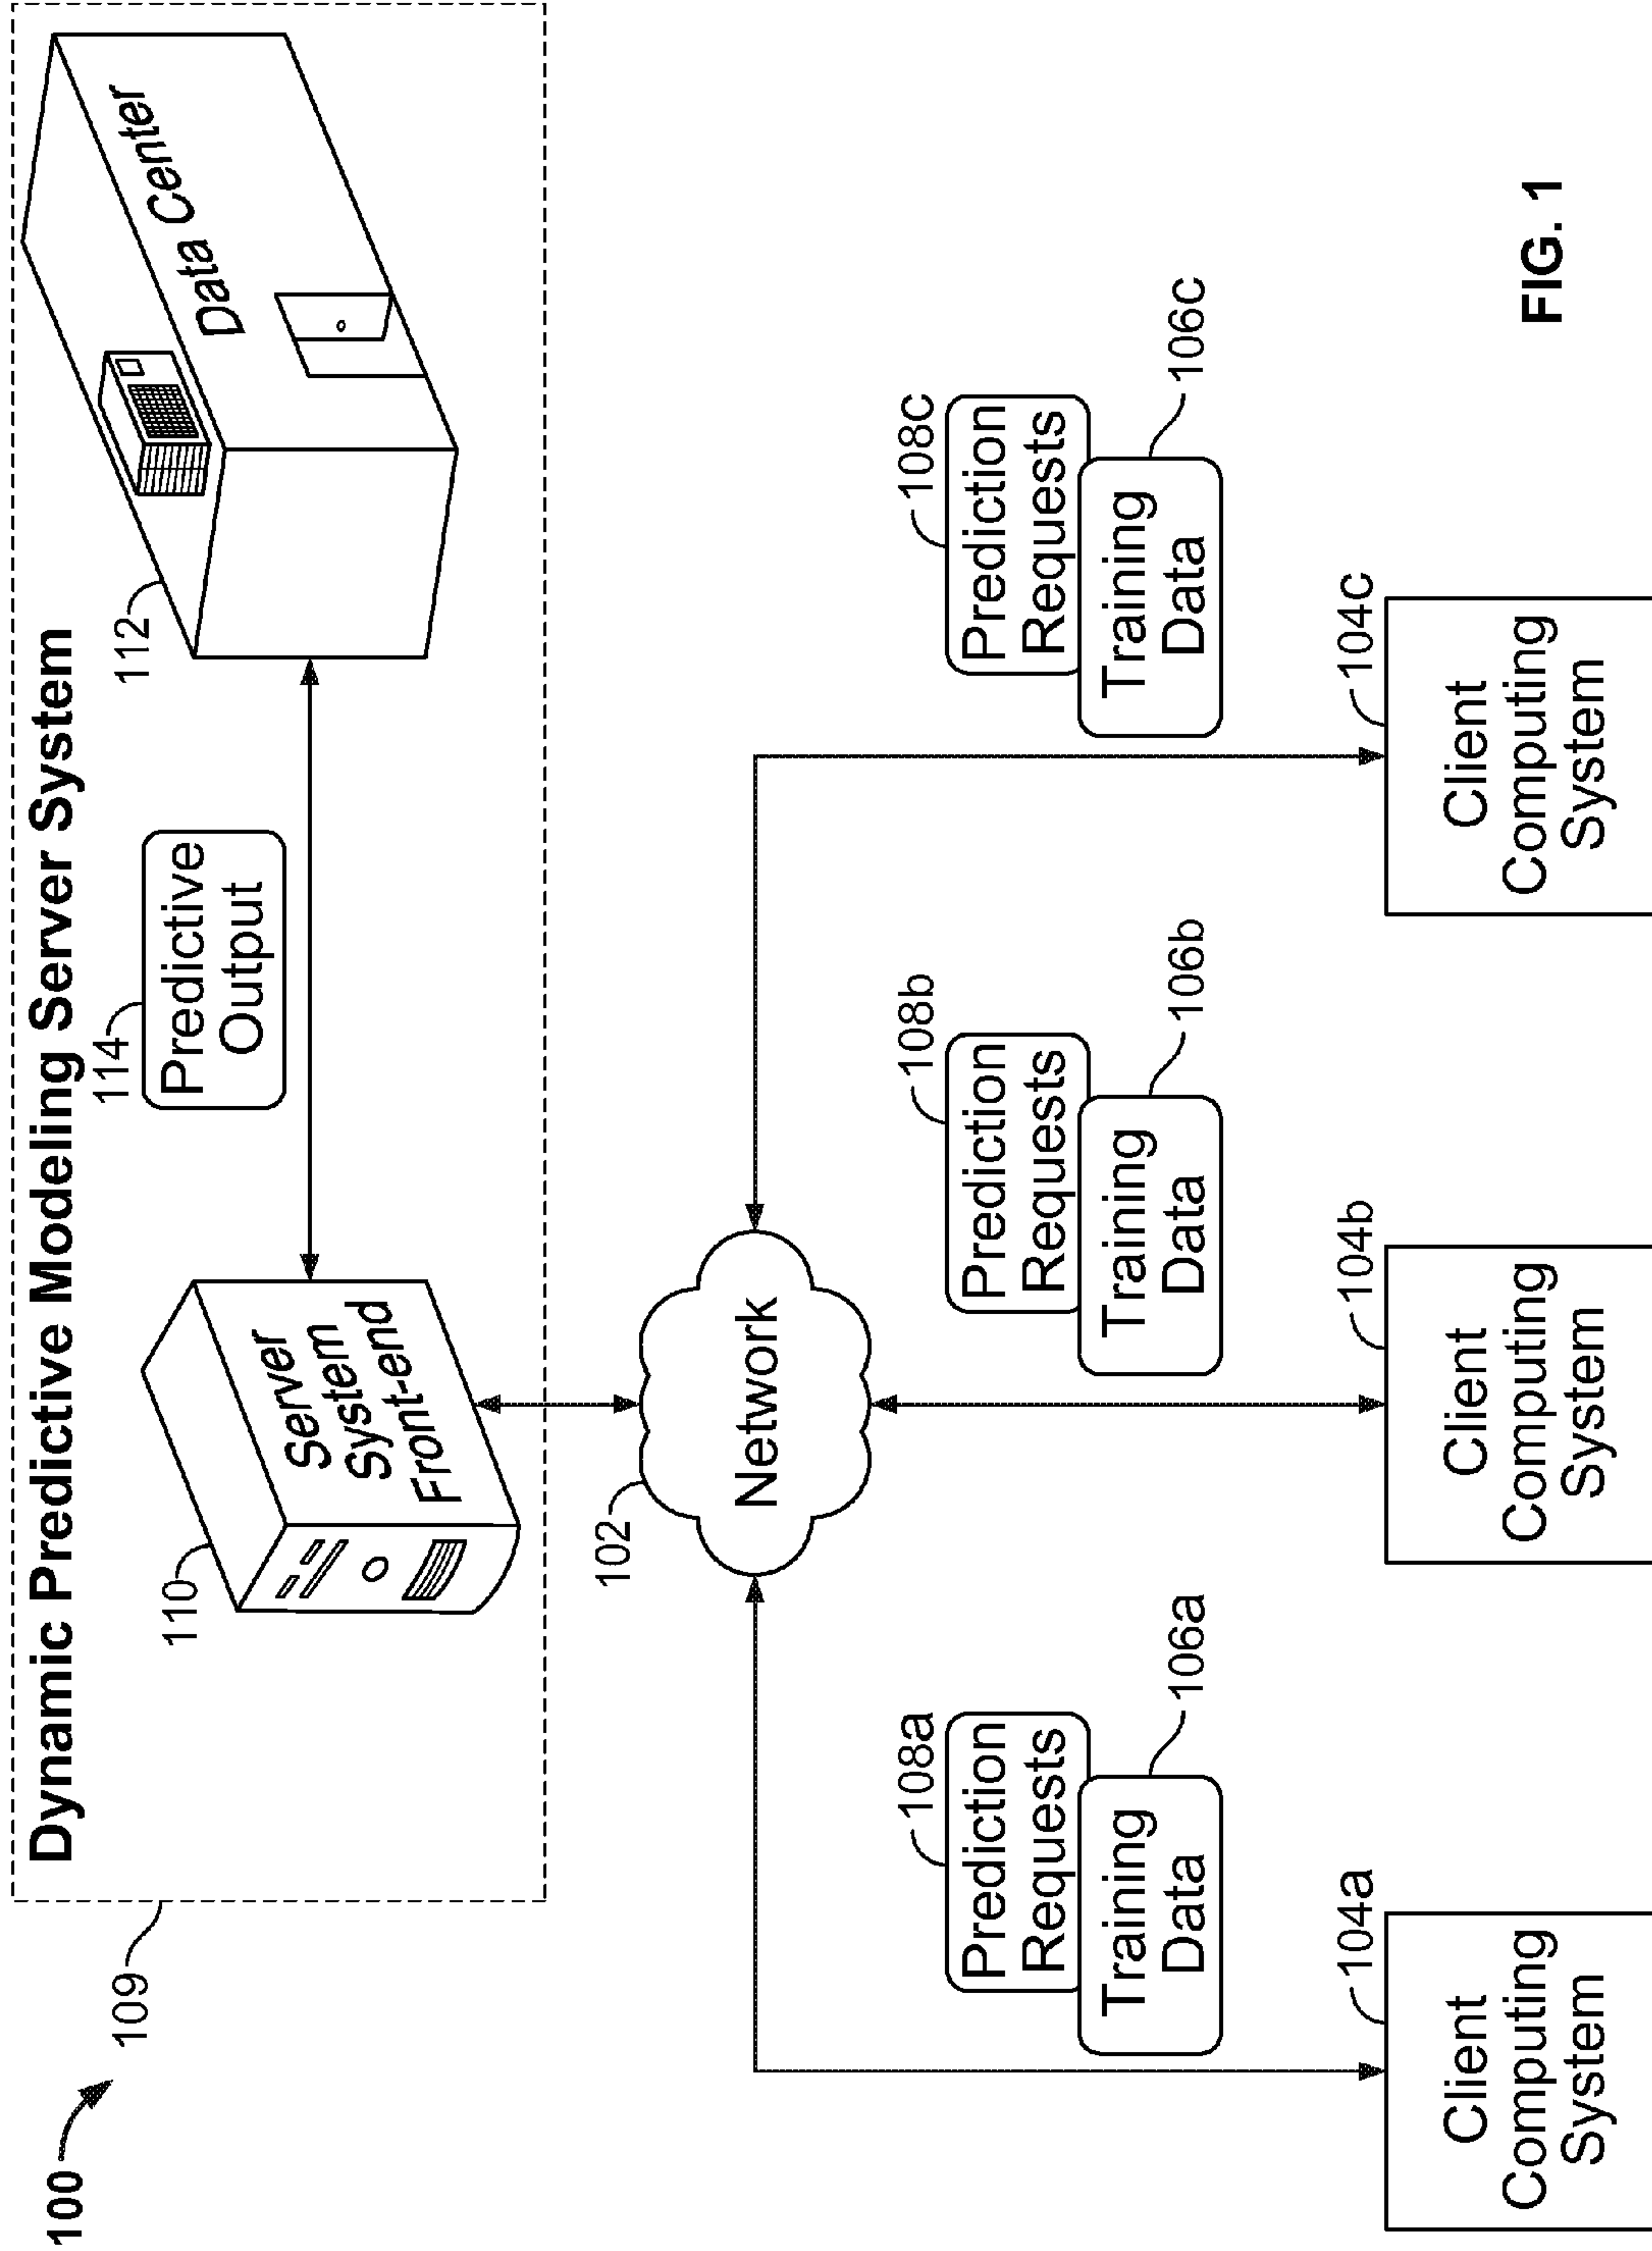 100
109
Dynamic Predictive Modeling Server System
110
Server
System
Front-end
114
Predictive
Output
112
Data Center
102
Network
108a
Prediction
Requests
Training
Data
106a
108b
Prediction
Requests
Training
Data
106b
108c
Prediction
Requests
Training
Data
106c
104a
Client
Computing
System
104b
Client
Computing
System
104c
Client
Computing
System
FIG. 1